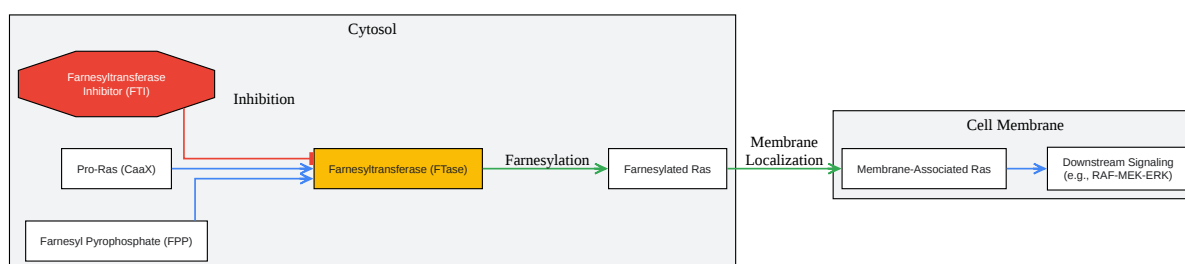 Cytosol
Farnesyltransferase
Inhibitor (FTI)
Inhibition
Pro-Ras (CaaX)
Farnesyl Pyrophosphate (FPP)
Farnesyltransferase (FTase)
Farnesylation
Farnesylated Ras
Membrane
Localization
Cell Membrane
Membrane-Associated Ras
Downstream Signaling
(e.g., RAF-MEK-ERK)